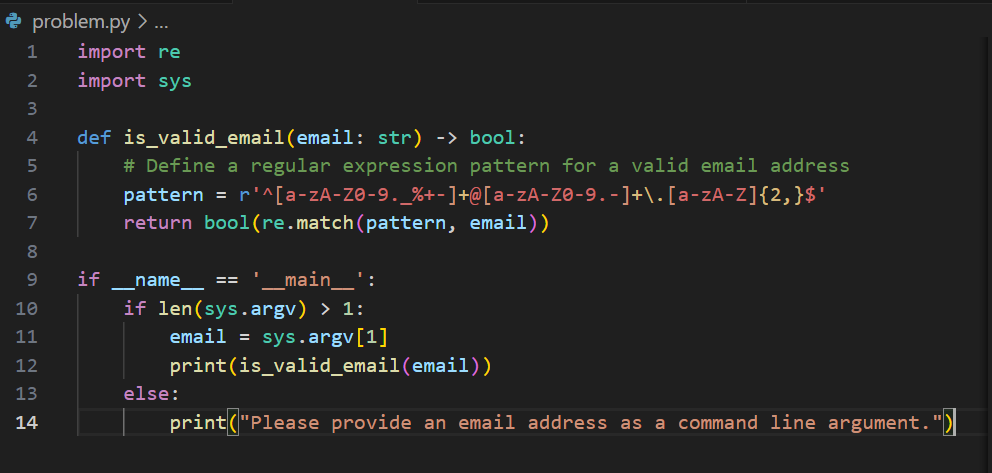 problem.py > ...
1 import re
2 import sys
3
4 def is_valid_email(email: str) -> bool:
5     # Define a regular expression pattern for a valid email address
6     pattern = r'^[a-zA-Z0-9._%+-]+@[a-zA-Z0-9.-]+\.[a-zA-Z]{2,}$'
7     return bool(re.match(pattern, email))
8
9 if __name__ == '__main__':
10     if len(sys.argv) > 1:
11         email = sys.argv[1]
12         print(is_valid_email(email))
13     else:
14         print("Please provide an email address as a command line argument.")